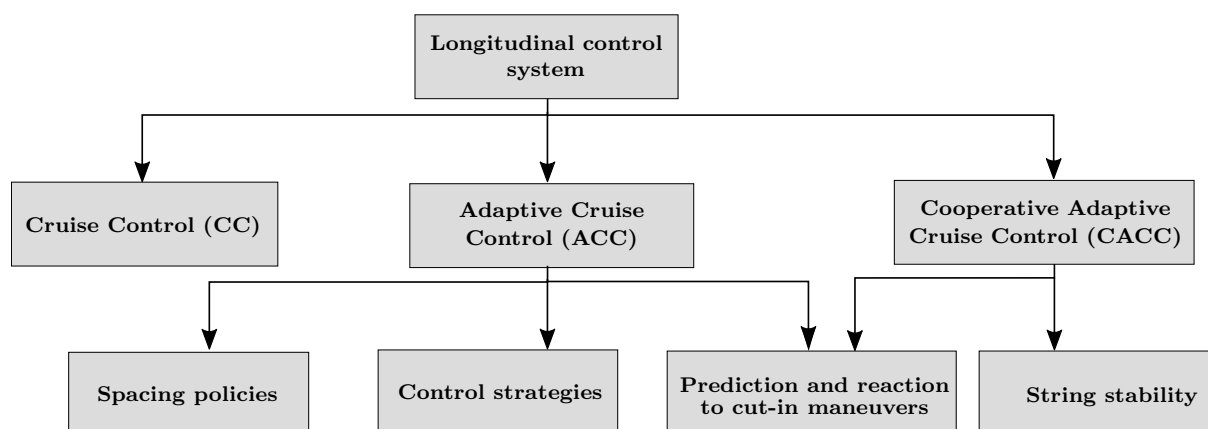 Longitudinal control
system
Cruise Control (CC)
Adaptive Cruise
Control (ACC)
Cooperative Adaptive
Cruise Control (CACC)
Spacing policies
Control strategies
Prediction and reaction
to cut-in maneuvers
String stability